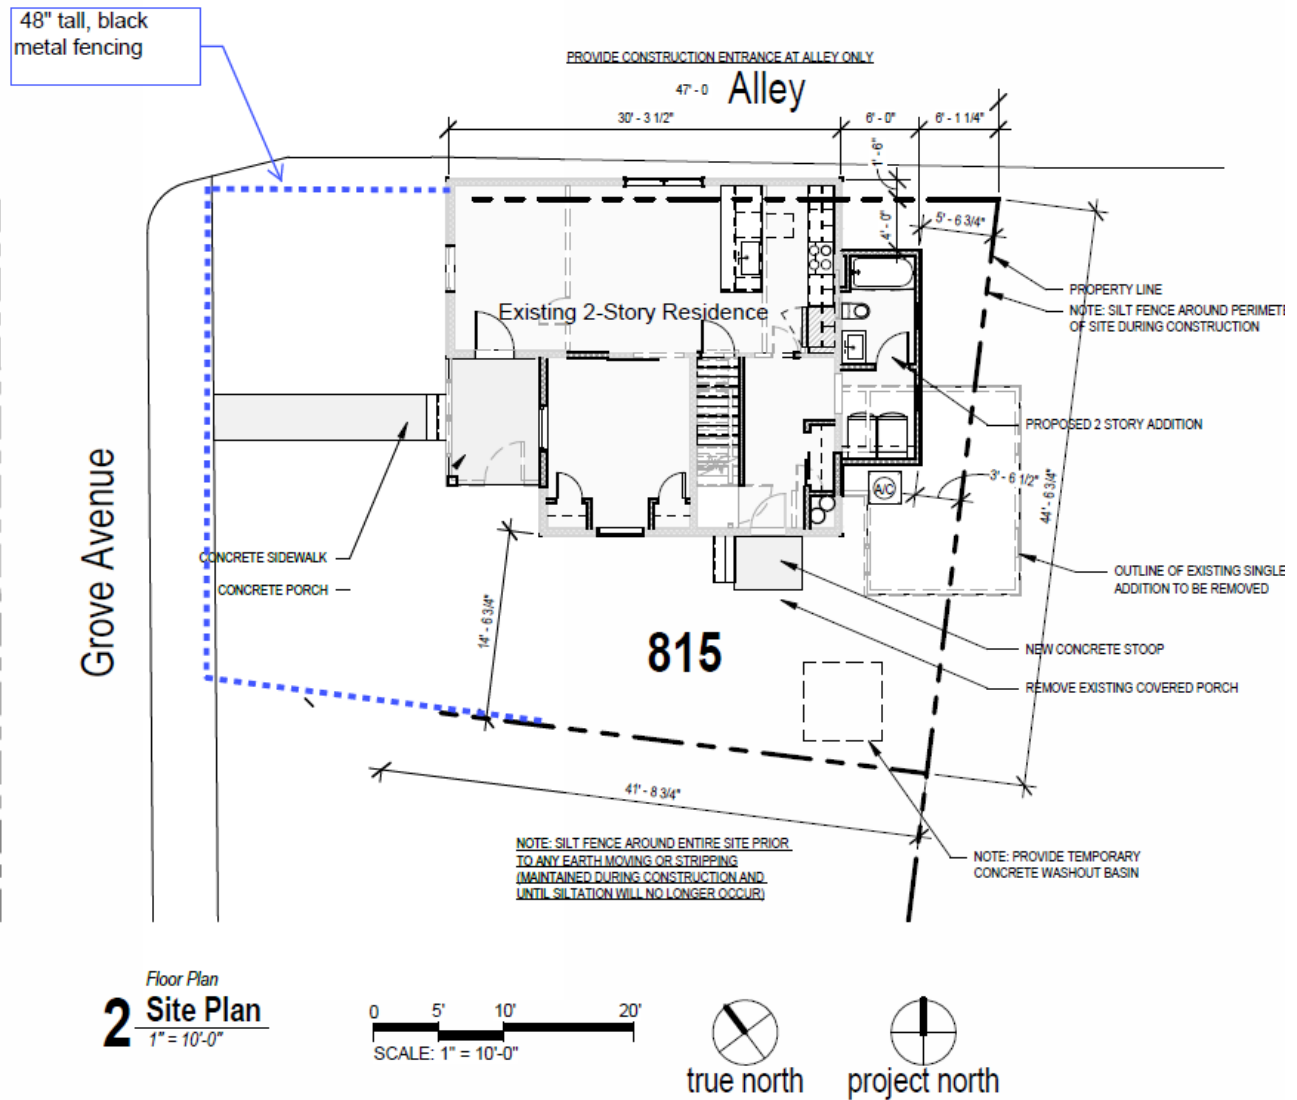 48" tall, black
metal fencing
PROVIDE CONSTRUCTION ENTRANCE AT ALLEY ONLY
47' - 0
Alley
30' - 3 1/2"
6' - 0"
6' - 1 1/4"
1' - 6"
4' - 0"
5' - 6 3/4"
PROPERTY LINE
NOTE: SILT FENCE AROUND PERIMETE
OF SITE DURING CONSTRUCTION
Existing 2-Story Residence
PROPOSED 2 STORY ADDITION
3' - 6 1/2"
44' - 6 3/4"
A/C
Grove Avenue
CONCRETE SIDEWALK
CONCRETE PORCH
OUTLINE OF EXISTING SINGLE
ADDITION TO BE REMOVED
14' - 6 3/4"
815
NEW CONCRETE STOOP
REMOVE EXISTING COVERED PORCH
41' - 8 3/4"
NOTE: SILT FENCE AROUND ENTIRE SITE PRIOR
TO ANY EARTH MOVING OR STRIPPING
(MAINTAINED DURING CONSTRUCTION AND
UNTIL SILTATION WILL NO LONGER OCCUR)
NOTE: PROVIDE TEMPORARY
CONCRETE WASHOUT BASIN
Floor Plan
2 Site Plan
1" = 10'-0"
0 5' 10' 20'
SCALE: 1" = 10'-0"
true north
project north